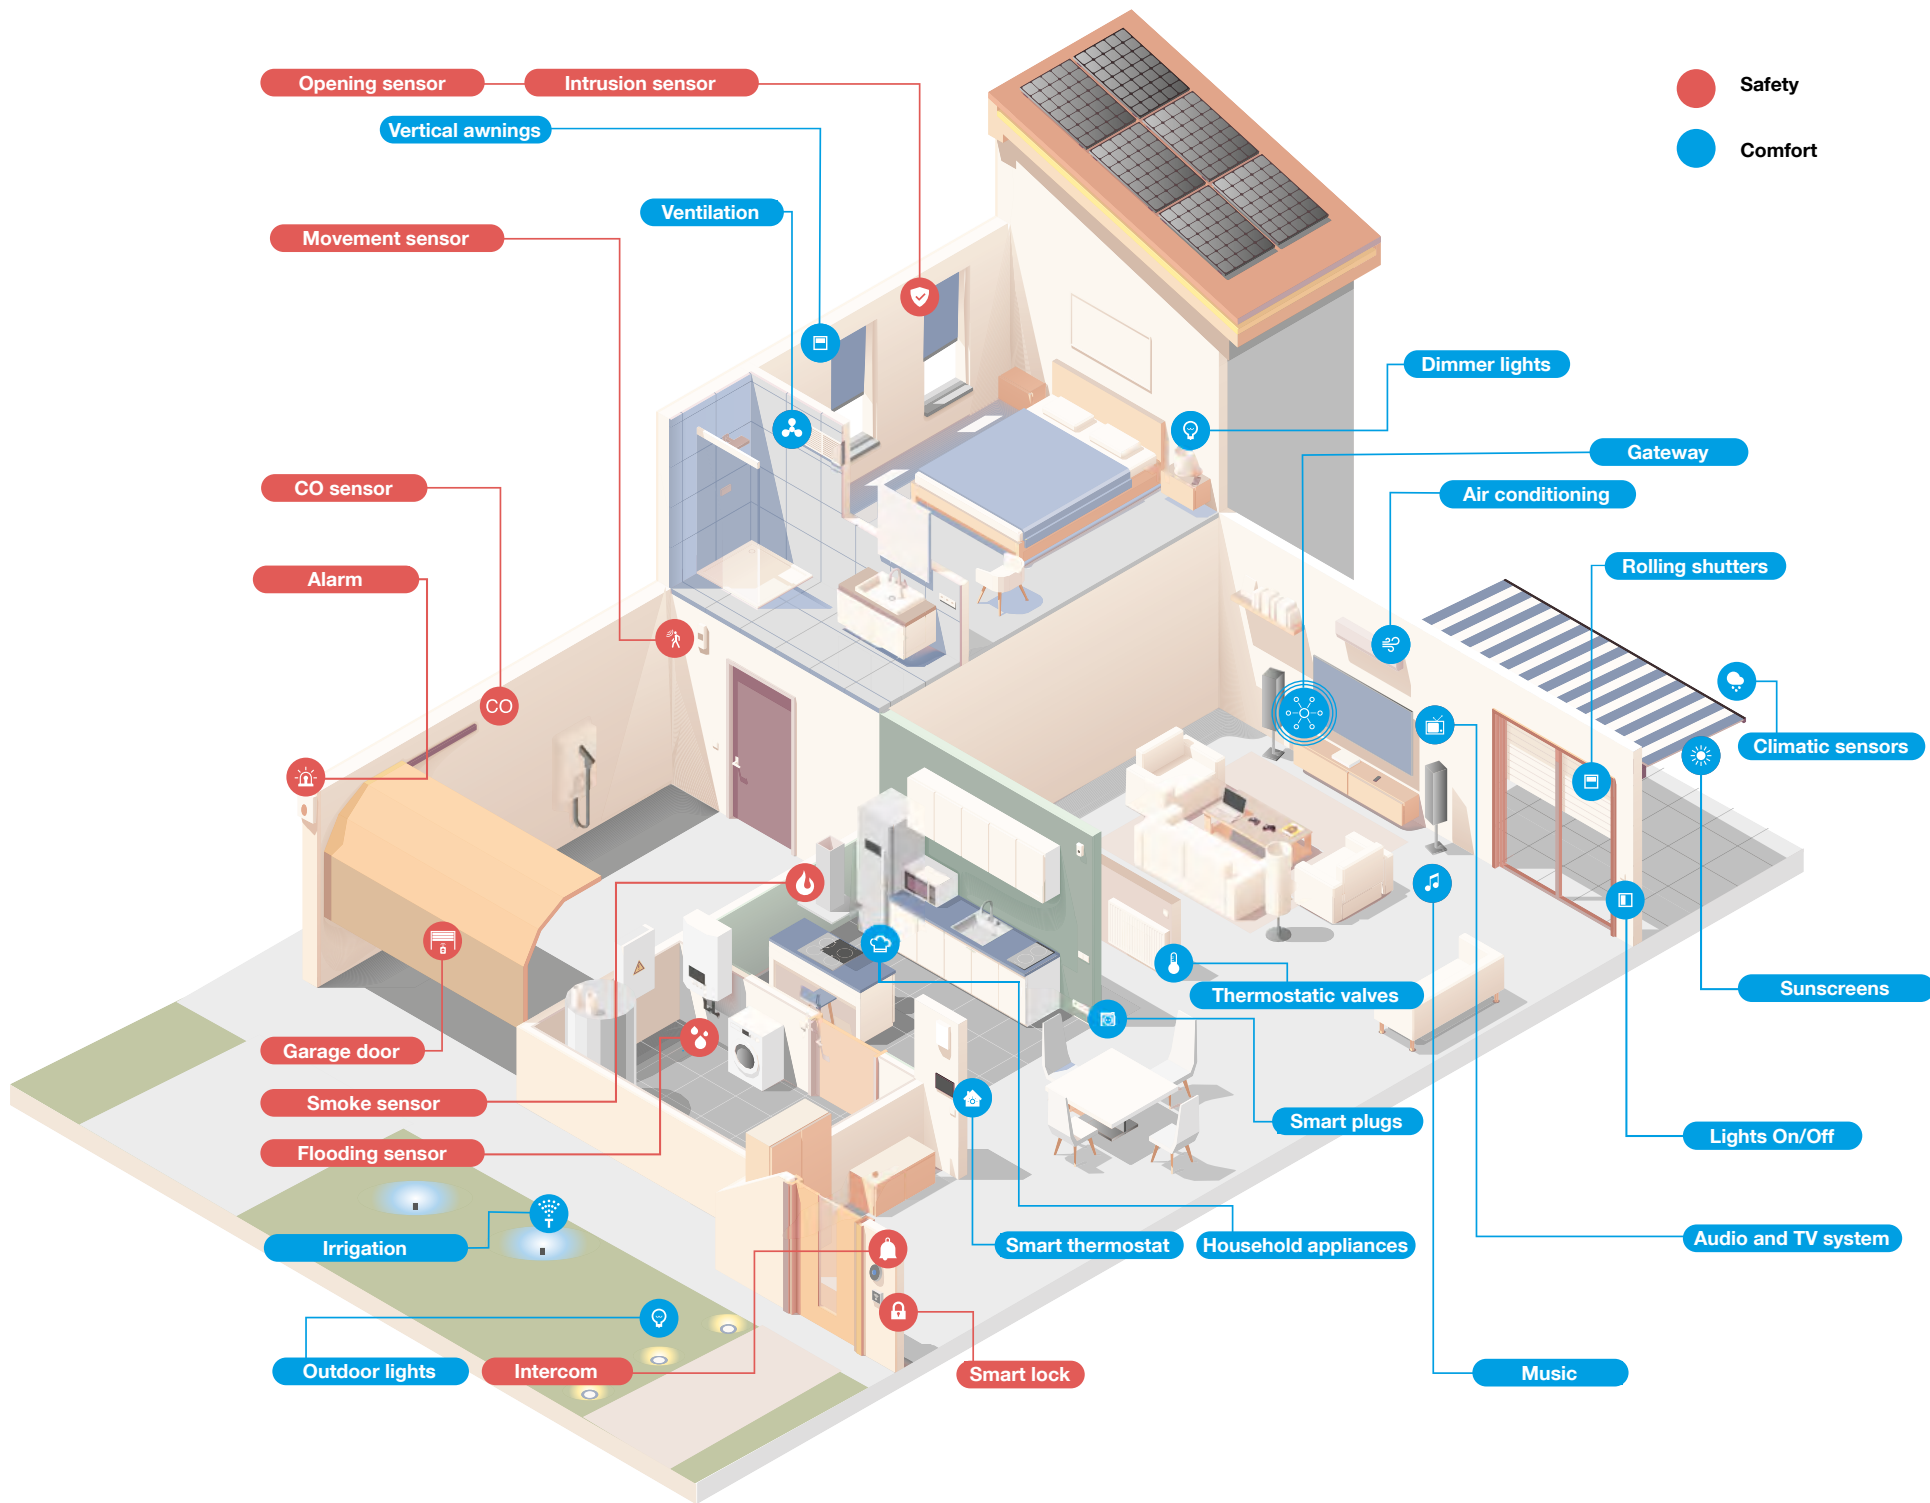 Opening sensor
Intrusion sensor
Safety
Vertical awnings
Comfort
Ventilation
Movement sensor
Dimmer lights
Gateway
CO sensor
Air conditioning
Rolling shutters
Alarm
CO
Climatic sensors
Sunscreens
Thermostatic valves
Garage door
Smoke sensor
Smart plugs
Lights On/Off
Flooding sensor
Irrigation
Smart thermostat
Household appliances
Audio and TV system
Outdoor lights
Intercom
Smart lock
Music